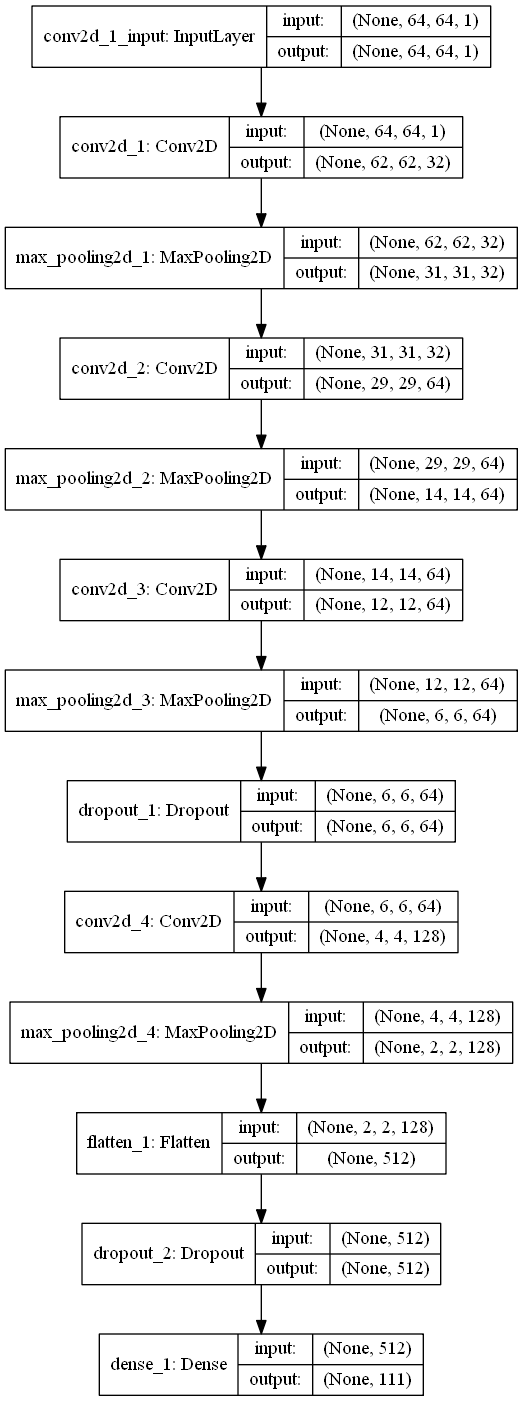 conv2d_1_input: InputLayer
input: (None, 64, 64, 1)
output: (None, 64, 64, 1)
conv2d_1: Conv2D
input: (None, 64, 64, 1)
output: (None, 62, 62, 32)
max_pooling2d_1: MaxPooling2D
input: (None, 62, 62, 32)
output: (None, 31, 31, 32)
conv2d_2: Conv2D
input: (None, 31, 31, 32)
output: (None, 29, 29, 64)
max_pooling2d_2: MaxPooling2D
input: (None, 29, 29, 64)
output: (None, 14, 14, 64)
conv2d_3: Conv2D
input: (None, 14, 14, 64)
output: (None, 12, 12, 64)
max_pooling2d_3: MaxPooling2D
input: (None, 12, 12, 64)
output: (None, 6, 6, 64)
dropout_1: Dropout
input: (None, 6, 6, 64)
output: (None, 6, 6, 64)
conv2d_4: Conv2D
input: (None, 6, 6, 64)
output: (None, 4, 4, 128)
max_pooling2d_4: MaxPooling2D
input: (None, 4, 4, 128)
output: (None, 2, 2, 128)
flatten_1: Flatten
input: (None, 2, 2, 128)
output: (None, 512)
dropout_2: Dropout
input: (None, 512)
output: (None, 512)
dense_1: Dense
input: (None, 512)
output: (None, 111)